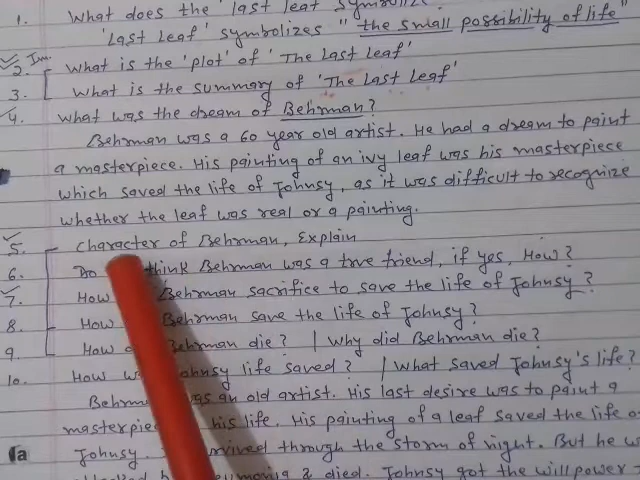 1. What does the 'last leaf' symbolize
'Last Leaf' symbolizes "the small possibility of life"
2. Im. What is the 'plot' of 'The Last Leaf'
3. What is the summary of 'The Last Leaf'
4. What was the dream of Behrman?
Behrman was a 60 year old artist. He had a dream to paint
a masterpiece. His painting of an ivy leaf was his masterpiece
which saved the life of Johnsy, as it was difficult to recognize
whether the leaf was real or a painting.
5. Character of Behrman, Explain
6. Do think Behrman was a true friend, if yes, How?
7. How Behrman sacrifice to save the life of Johnsy?
8. How Behrman save the life of Johnsy?
9. How Behrman die? / Why did Behrman die?
10. How life saved? / What saved Johnsy's life?
was an old artist. His last desire was to paint a
his life. His painting of a leaf saved the life
Johnsy. through the storm of night. But he
& died. Johnsy got the will power